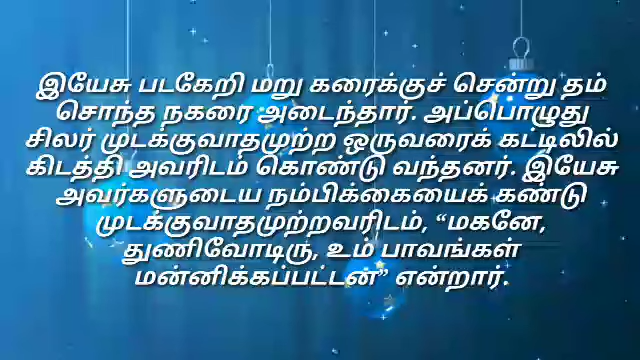 இயேசு படகேறி மறு கரைக்குச் சென்று தம்
சொந்த நகரை அடைந்தார். அப்பொழுது
சிலர் முடக்குவாதமுற்ற ஒருவரைக் கட்டிலில்
கிடத்தி அவரிடம் கொண்டு வந்தனர். இயேசு
அவர்களுடைய நம்பிக்கையைக் கண்டு
முடக்குவாதமுற்றவரிடம், “மகனே,
துணிவோடிரு, உம் பாவங்கள்
மன்னிக்கப்பட்டன” என்றார்.